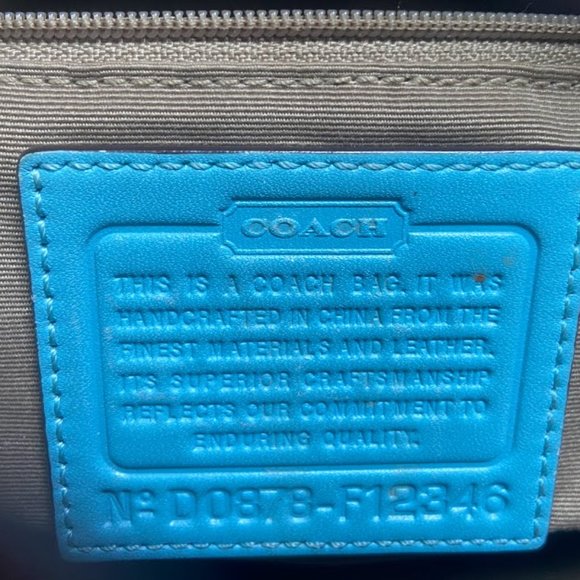 COACH
THIS IS A COACH BAG. IT WAS
HANDCRAFTED IN CHINA FROM THE
FINEST MATERIALS AND LEATHER.
ITS SUPERIOR CRAFTSMANSHIP
REFLECTS OUR COMMITMENT TO
ENDURING QUALITY.
Nº D0878-F12346